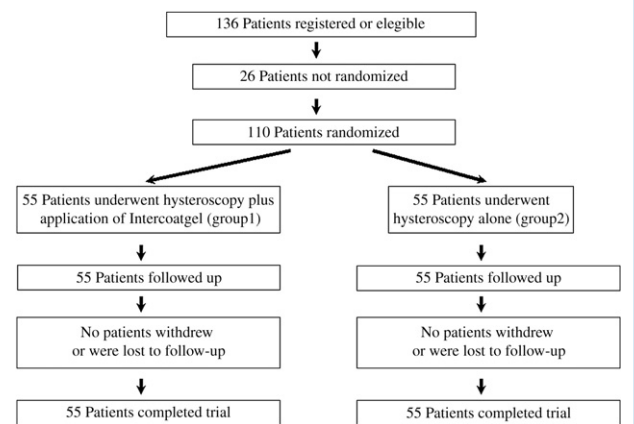 136 Patients registered or elegible
26 Patients not randomized
110 Patients randomized
55 Patients underwent hysteroscopy plus
application of Intercoatgel (group1)
55 Patients underwent
hysteroscopy alone (group2)
55 Patients followed up
55 Patients followed up
No patients withdrew
or were lost to follow-up
No patients withdrew
or were lost to follow-up
55 Patients completed trial
55 Patients completed trial